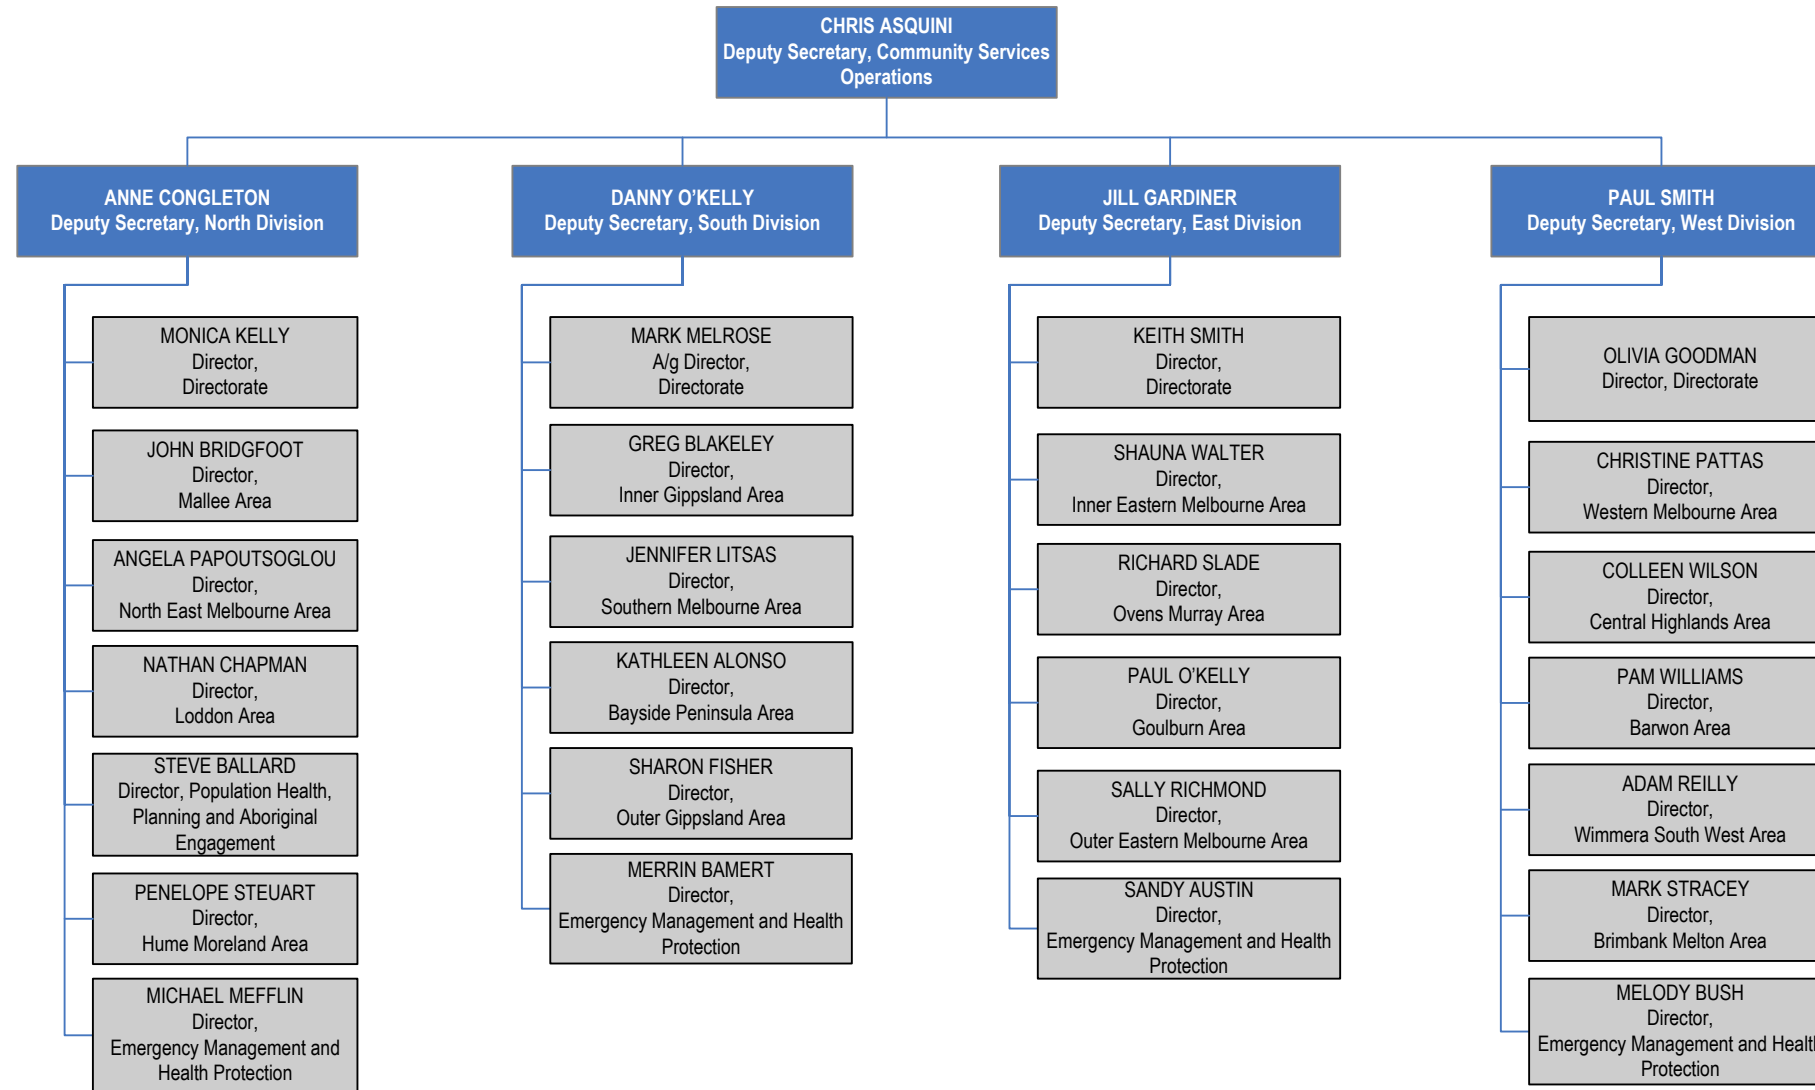 CHRIS ASQUINI
Deputy Secretary, Community Services
Operations
ANNE CONGLETON
Deputy Secretary, North Division
MONICA KELLY
Director,
Directorate
JOHN BRIDGFOOT
Director,
Mallee Area
ANGELA PAPOUTSOGLOU
Director,
North East Melbourne Area
NATHAN CHAPMAN
Director,
Loddon Area
STEVE BALLARD
Director, Population Health,
Planning and Aboriginal
Engagement
PENELOPE STEUART
Director,
Hume Moreland Area
MICHAEL MEFFLIN
Director,
Emergency Management and
Health Protection
DANNY O’KELLY
Deputy Secretary, South Division
MARK MELROSE
A/g Director,
Directorate
GREG BLAKELEY
Director,
Inner Gippsland Area
JENNIFER LITSAS
Director,
Southern Melbourne Area
KATHLEEN ALONSO
Director,
Bayside Peninsula Area
SHARON FISHER
Director,
Outer Gippsland Area
MERRIN BAMERT
Director,
Emergency Management and Health
Protection
JILL GARDINER
Deputy Secretary, East Division
KEITH SMITH
Director,
Directorate
SHAUNA WALTER
Director,
Inner Eastern Melbourne Area
RICHARD SLADE
Director,
Ovens Murray Area
PAUL O’KELLY
Director,
Goulburn Area
SALLY RICHMOND
Director,
Outer Eastern Melbourne Area
SANDY AUSTIN
Director,
Emergency Management and Health
Protection
PAUL SMITH
Deputy Secretary, West Division
OLIVIA GOODMAN
Director, Directorate
CHRISTINE PATTAS
Director,
Western Melbourne Area
COLLEEN WILSON
Director,
Central Highlands Area
PAM WILLIAMS
Director,
Barwon Area
ADAM REILLY
Director,
Wimmera South West Area
MARK STRACEY
Director,
Brimbank Melton Area
MELODY BUSH
Director,
Emergency Management and Health
Protection